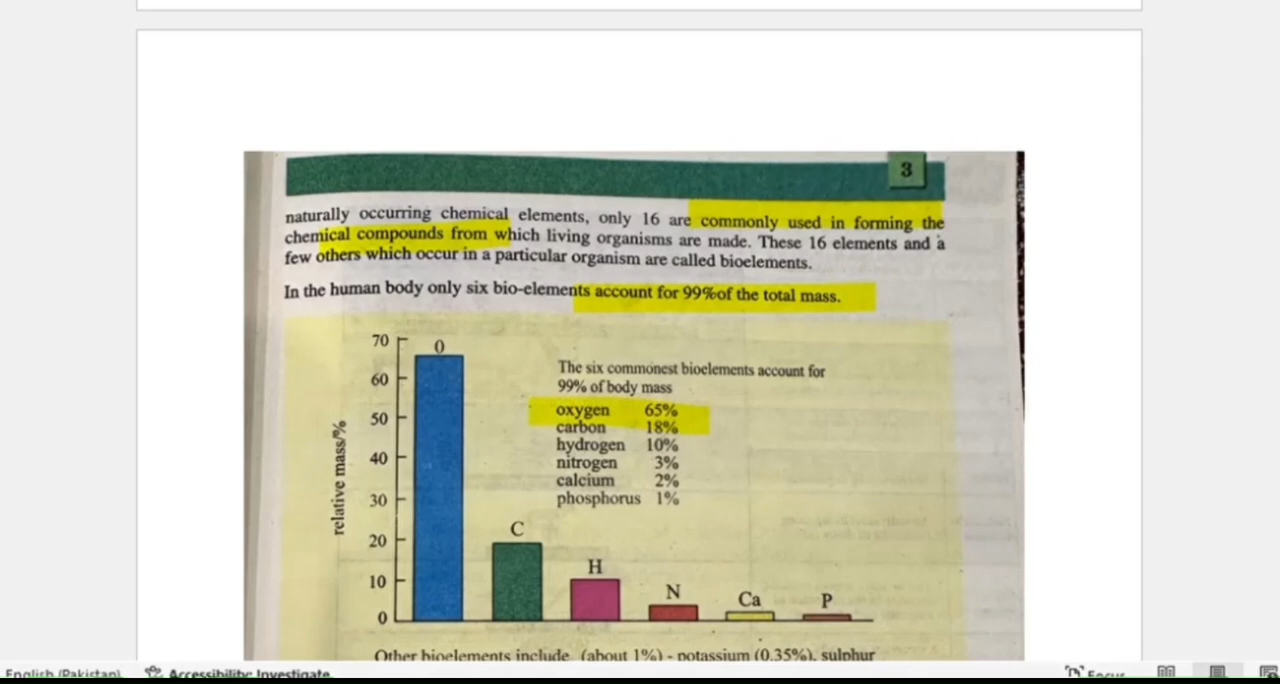 3
naturally occurring chemical elements, only 16 are commonly used in forming the
chemical compounds from which living organisms are made. These 16 elements and a
few others which occur in a particular organism are called bioelements.
In the human body only six bio-elements account for 99%of the total mass.
70
60
50
40
30
20
10
0
relative mass/%
O
C
H
N
Ca
P
The six commonest bioelements account for
99% of body mass
oxygen 65%
carbon 18%
hydrogen 10%
nitrogen 3%
calcium 2%
phosphorus 1%
Other bioelements include (about 1%) - potassium (0.35%), sulphur
English (Pakistan)
Accessibility: Investigate
Focus